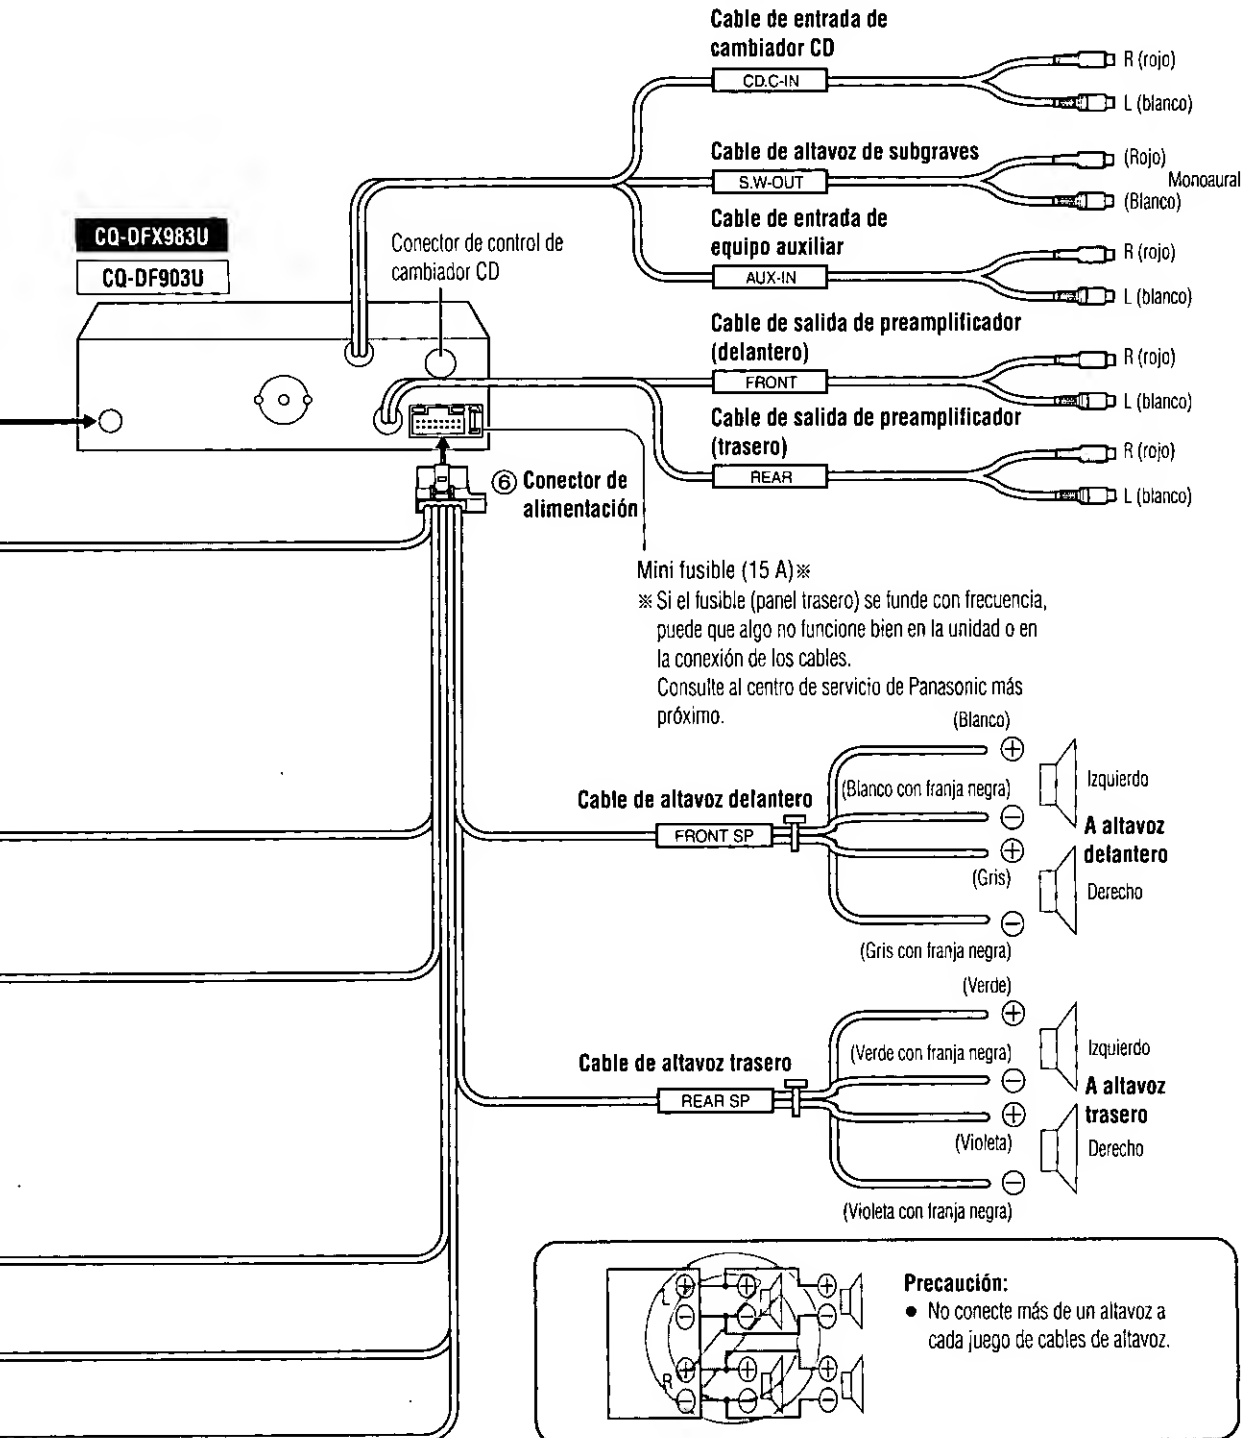 Cable de entrada de
cambiador CD
CD.C-IN
R (rojo)
L (blanco)
Cable de altavoz de subgraves
S.W-OUT
(Rojo)
Monoaural
(Blanco)
CQ-DFX983U
CQ-DF903U
Conector de control de
cambiador CD
Cable de entrada de
equipo auxiliar
AUX-IN
R (rojo)
L (blanco)
Cable de salida de preamplificador
(delantero)
FRONT
R (rojo)
L (blanco)
Cable de salida de preamplificador
(trasero)
REAR
R (rojo)
L (blanco)
⑥ Conector de
alimentación
Mini fusible (15 A)※
※ Si el fusible (panel trasero) se funde con frecuencia,
puede que algo no funcione bien en la unidad o en
la conexión de los cables.
Consulte al centro de servicio de Panasonic más
próximo.
(Blanco)
⊕
Izquierdo
Cable de altavoz delantero
(Blanco con franja negra)
⊖
FRONT SP
A altavoz
delantero
⊕
(Gris)
Derecho
⊖
(Gris con franja negra)
(Verde)
⊕
Izquierdo
Cable de altavoz trasero
(Verde con franja negra)
⊖
REAR SP
A altavoz
trasero
⊕
(Violeta)
Derecho
⊖
(Violeta con franja negra)
L
⊕ ⊕ ⊕
⊖ ⊖ ⊖
R
⊕ ⊕ ⊕
⊖ ⊖ ⊖
Precaución:
● No conecte más de un altavoz a
cada juego de cables de altavoz.